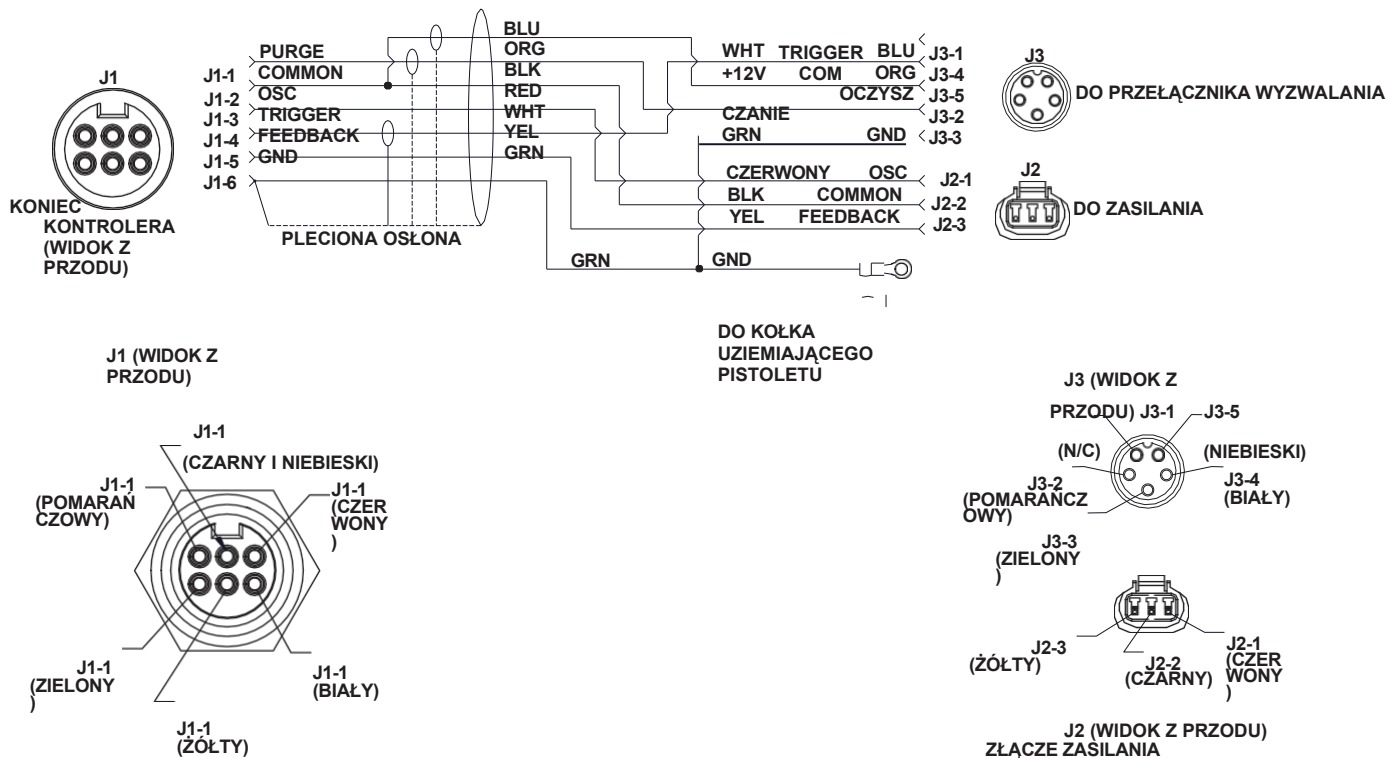 J1
KONIEC
KONTROLERA
(WIDOK Z
PRZODU)
J1-1
J1-2
J1-3
J1-4
J1-5
J1-6
PURGE
COMMON
OSC
TRIGGER
FEEDBACK
GND
PLECIONA OSŁONA
BLU
ORG
BLK
RED
WHT
YEL
GRN
WHT TRIGGER BLU J3-1
+12V COM ORG J3-4
OCZYSZ J3-5
CZANIE J3-2
GRN GND J3-3
CZERWONY OSC J2-1
BLK COMMON J2-2
YEL FEEDBACK J2-3
GRN GND
J3
DO PRZEŁĄCZNIKA WYZWALANIA
J2
DO ZASILANIA
DO KOŁKA
UZIEMIAJĄCEGO
PISTOLETU
J1 (WIDOK Z
PRZODU)
J1-1
(CZARNY I NIEBIESKI)
J1-1
(POMARAŃ
CZOWY)
J1-1
(CZER
WONY
)
J1-1
(ZIELONY
)
J1-1
(BIAŁY)
J1-1
(ŻÓŁTY)
J3 (WIDOK Z
PRZODU) J3-1 J3-5
(N/C) (NIEBIESKI)
J3-2
(POMARAŃCZ
OWY)
J3-4
(BIAŁY)
J3-3
(ZIELONY
)
J2-3
(ŻÓŁTY)
J2-2
(CZARNY)
J2-1
(CZER
WONY
)
J2 (WIDOK Z PRZODU)
ZŁĄCZE ZASILANIA